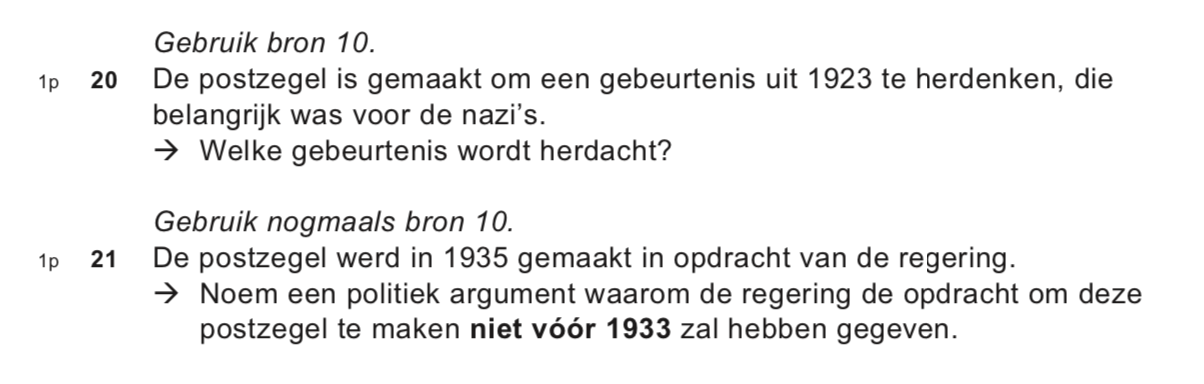 Gebruik bron 10.
1p 20 De postzegel is gemaakt om een gebeurtenis uit 1923 te herdenken, die
belangrijk was voor de nazi's.
→ Welke gebeurtenis wordt herdacht?
Gebruik nogmaals bron 10.
1p 21 De postzegel werd in 1935 gemaakt in opdracht van de regering.
→ Noem een politiek argument waarom de regering de opdracht om deze
postzegel te maken niet vóór 1933 zal hebben gegeven.